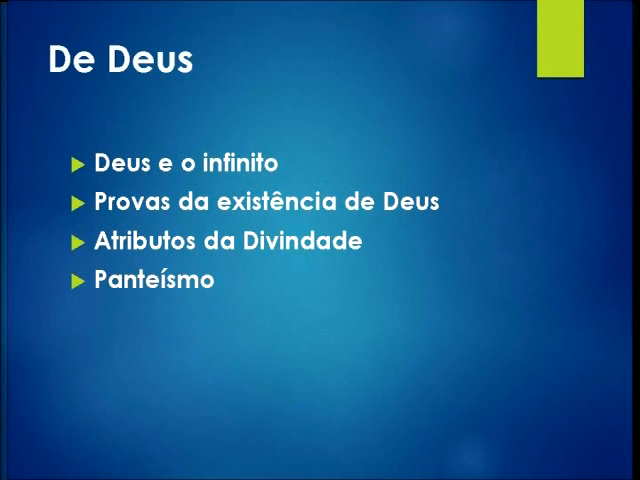 De Deus
Deus e o infinito
Provas da existência de Deus
Atributos da Divindade
Panteísmo